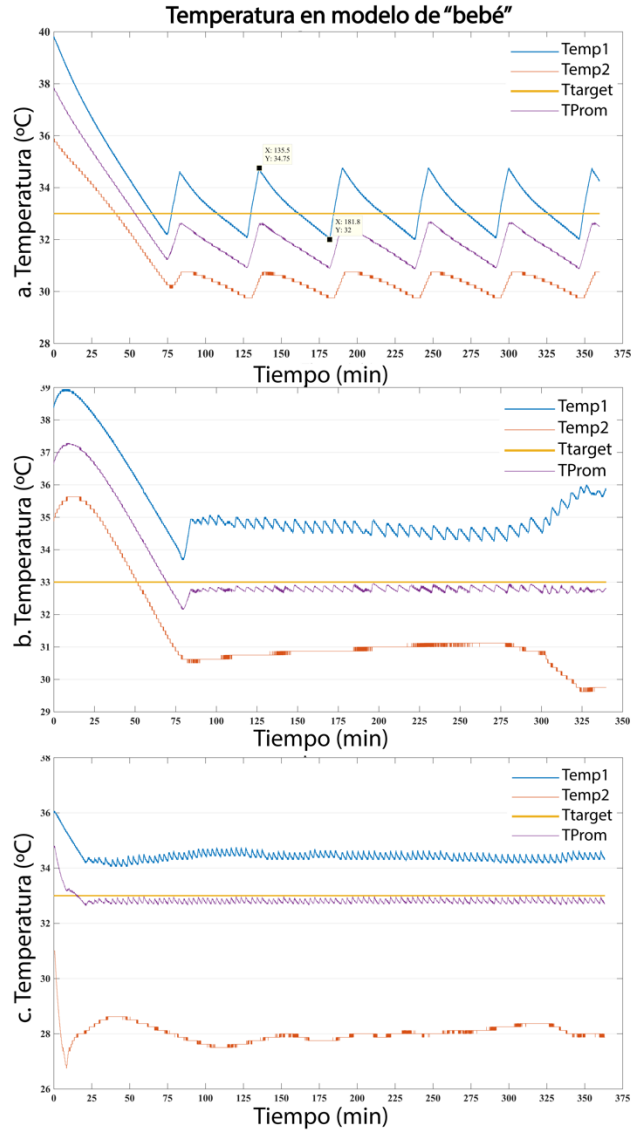 Temperatura en modelo de “bebé”
40
38
36
34
32
30
28
a. Temperatura (ºC)
Temp1
Temp2
Ttarget
TProm
X: 135.5
Y: 34.75
X: 181.8
Y: 32
0 25 50 75 100 125 150 175 200 225 250 275 300 325 350 375
Tiempo (min)
39
38
37
36
35
34
33
32
31
30
29
b. Temperatura (ºC)
Temp1
Temp2
Ttarget
TProm
0 25 50 75 100 125 150 175 200 225 250 275 300 325 350
Tiempo (min)
38
36
34
32
30
28
26
c. Temperatura (ºC)
Temp1
Temp2
Ttarget
TProm
0 25 50 75 100 125 150 175 200 225 250 275 300 325 350 375
Tiempo (min)